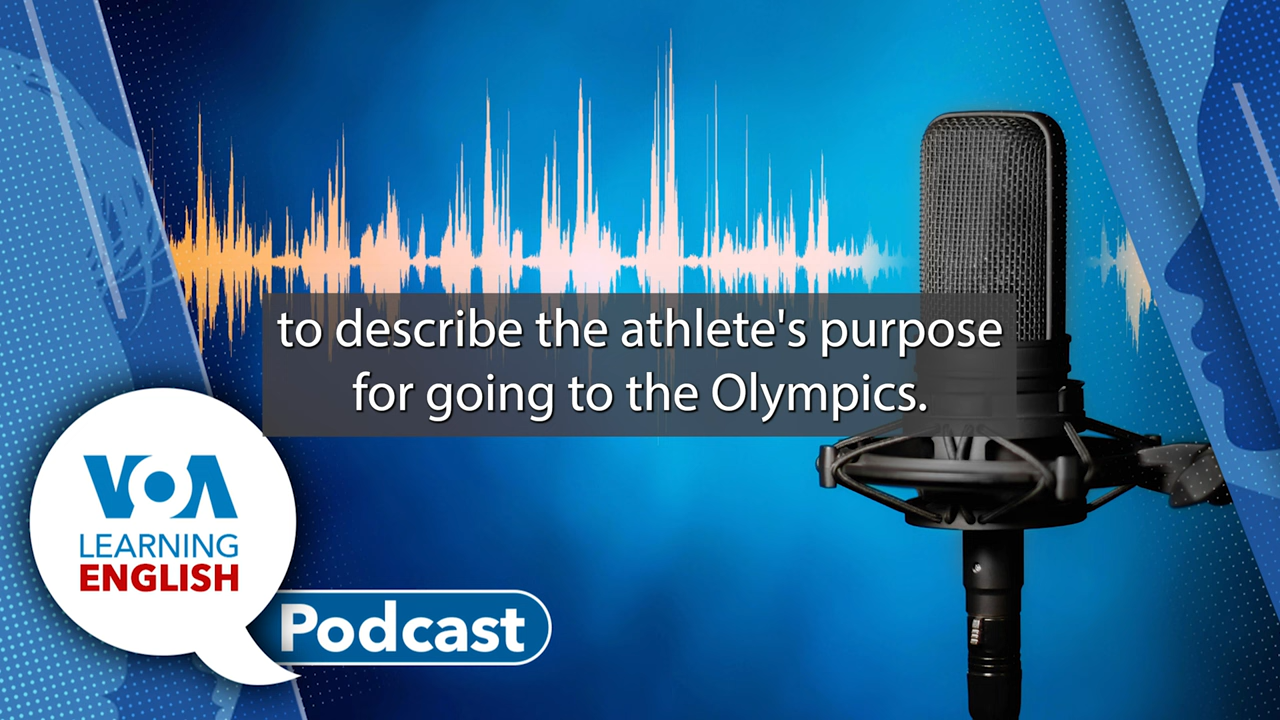 to describe the athlete's purpose
for going to the Olympics.
VOA
LEARNING
ENGLISH
Podcast